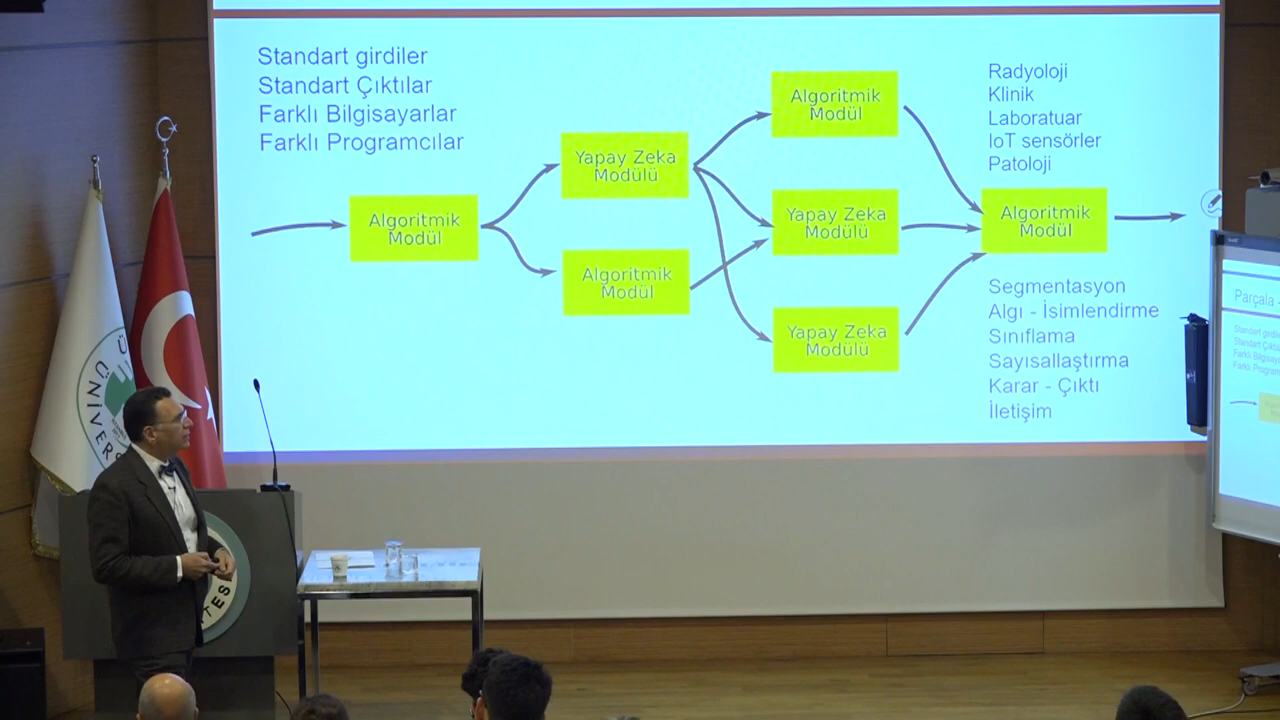 Standart girdiler
Standart Çıktılar
Farklı Bilgisayarlar
Farklı Programcılar
Algoritmik
Modül
Yapay Zeka
Modülü
Algoritmik
Modül
Algoritmik
Modül
Yapay Zeka
Modülü
Yapay Zeka
Modülü
Algoritmik
Modül
Radyoloji
Klinik
Laboratuar
IoT sensörler
Patoloji
Segmentasyon
Algı - İsimlendirme
Sınıflama
Sayısallaştırma
Karar - Çıktı
İletişim
Parçala